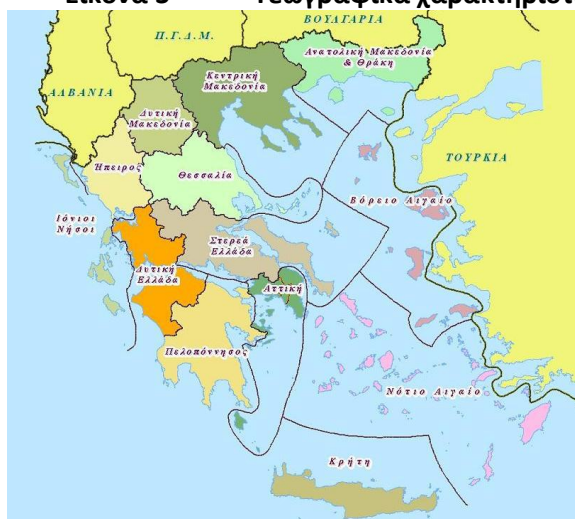 Εικόνα 3 Γεωγραφικά χαρακτηριστ
ΒΟΥΛΓΑΡΙΑ
Π.Γ.Δ.Μ.
Ανατολική Μακεδονία
& Θράκη
Κεντρική
Μακεδονία
ΑΛΒΑΝΙΑ
Δυτική
Μακεδονία
ΤΟΥΡΚΙΑ
Ήπειρος
Θεσσαλία
Βόρειο Αιγαίο
Ιόνιοι
Νήσοι
Στερεά
Ελλάδα
Δυτική
Ελλάδα
Αττική
Πελοπόννησος
Νότιο Αιγαίο
Κρήτη